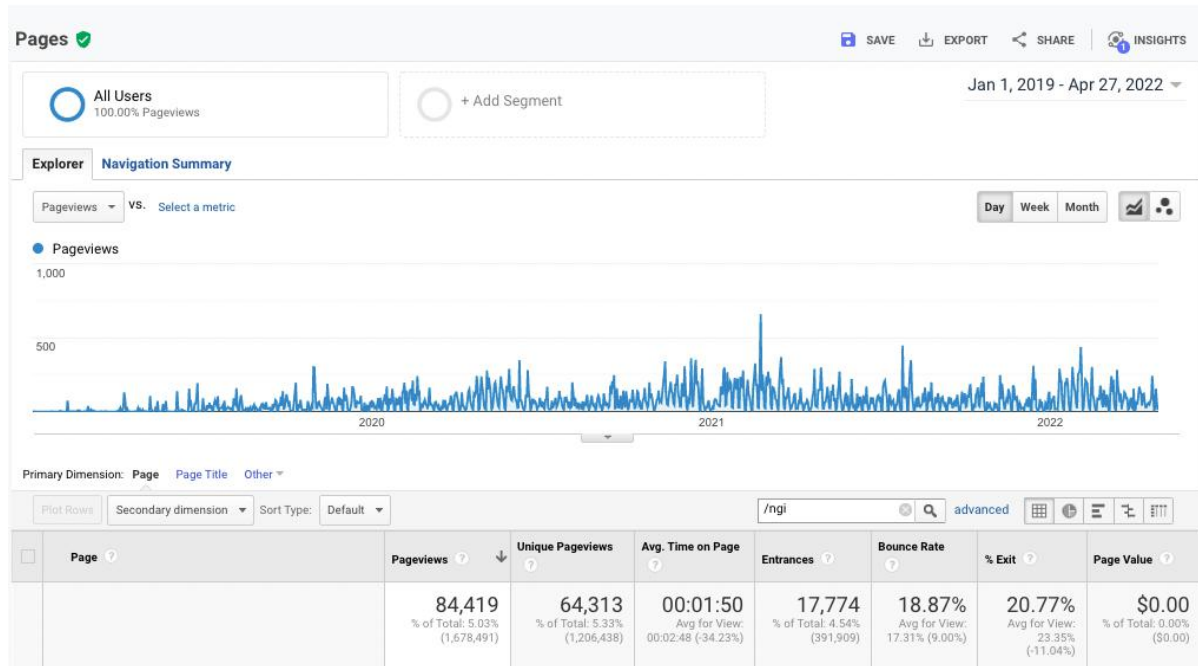 Pages
SAVE EXPORT SHARE INSIGHTS
1
All Users
100.00% Pageviews
+ Add Segment
Jan 1, 2019 - Apr 27, 2022
Explorer Navigation Summary
Pageviews VS. Select a metric
Day Week Month
Pageviews
1,000
500
2020 2021 2022
Primary Dimension: Page Page Title Other
Plot Rows Secondary dimension Sort Type: Default /ngi advanced
Page ? Pageviews ? Unique Pageviews ? Avg. Time on Page ? Entrances ? Bounce Rate ? % Exit ? Page Value ?
84,419
% of Total: 5.03%
(1,678,491)
64,313
% of Total: 5.33%
(1,206,438)
00:01:50
Avg for View:
00:02:48 (-34.23%)
17,774
% of Total: 4.54%
(391,909)
18.87%
Avg for View:
17.31% (9.00%)
20.77%
Avg for View:
23.35%
(-11.04%)
$0.00
% of Total: 0.00%
($0.00)